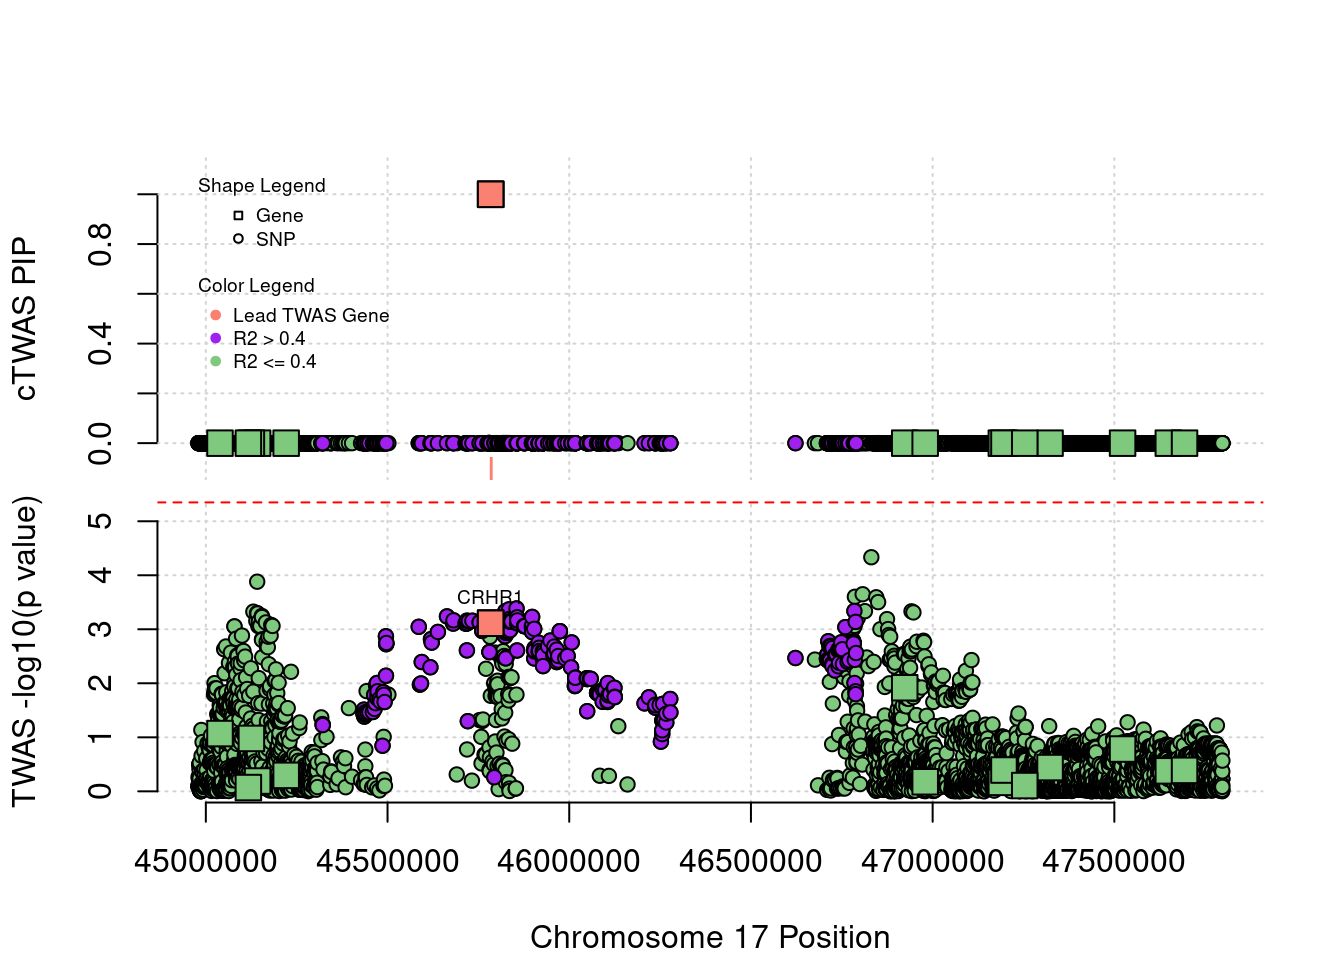 Shape Legend
Gene
SNP
Color Legend
Lead TWAS Gene
R2 > 0.4
R2 <= 0.4
cTWAS PIP
0.8
0.4
0.0
TWAS -log10(p value)
5
4
3
2
1
0
CRHR1
45000000 45500000 46000000 46500000 47000000 47500000
Chromosome 17 Position